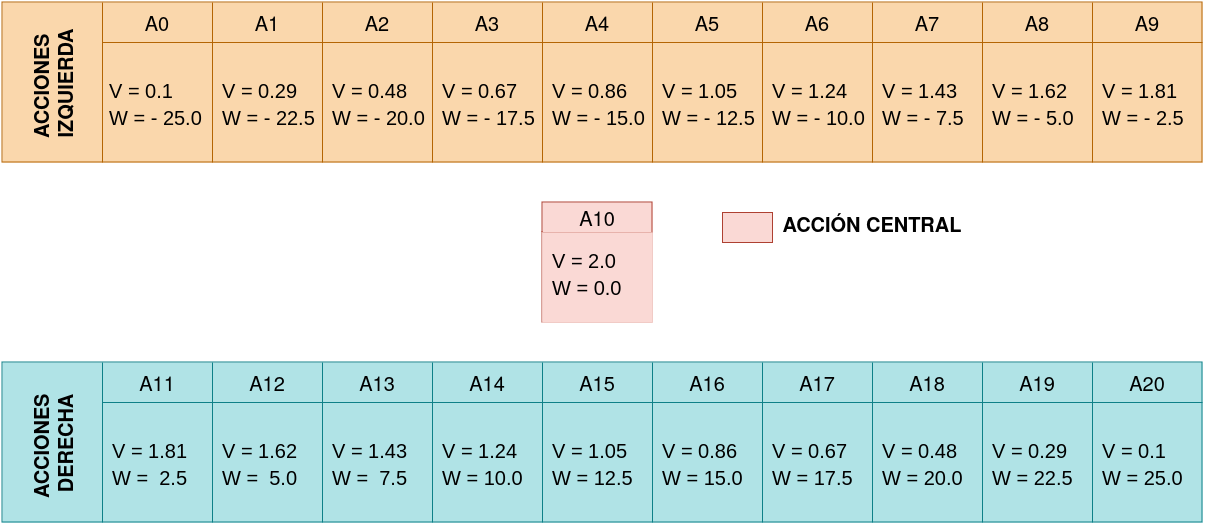 ACCIONES
IZQUIERDA
A0 A1 A2 A3 A4 A5 A6 A7 A8 A9
V = 0.1 V = 0.29 V = 0.48 V = 0.67 V = 0.86 V = 1.05 V = 1.24 V = 1.43 V = 1.62 V = 1.81
W = - 25.0 W = - 22.5 W = - 20.0 W = - 17.5 W = - 15.0 W = - 12.5 W = - 10.0 W = - 7.5 W = - 5.0 W = - 2.5
A10
V = 2.0
W = 0.0
ACCIÓN CENTRAL
ACCIONES
DERECHA
A11 A12 A13 A14 A15 A16 A17 A18 A19 A20
V = 1.81 V = 1.62 V = 1.43 V = 1.24 V = 1.05 V = 0.86 V = 0.67 V = 0.48 V = 0.29 V = 0.1
W = 2.5 W = 5.0 W = 7.5 W = 10.0 W = 12.5 W = 15.0 W = 17.5 W = 20.0 W = 22.5 W = 25.0